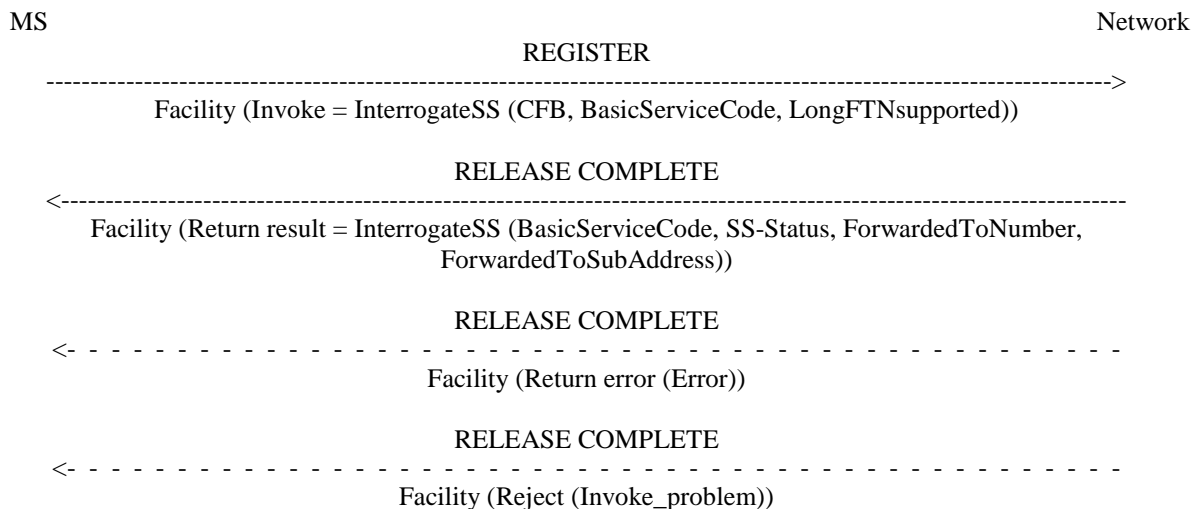 MS Network
REGISTER
------------------------------------------------------------------------------------------------------------------------>
Facility (Invoke = InterrogateSS (CFB, BasicServiceCode, LongFTNsupported))
RELEASE COMPLETE
<------------------------------------------------------------------------------------------------------------------------
Facility (Return result = InterrogateSS (BasicServiceCode, SS-Status, ForwardedToNumber,
ForwardedToSubAddress))
RELEASE COMPLETE
<- - - - - - - - - - - - - - - - - - - - - - - - - - - - - - - - - - - - - - - - - - - - - - - - - - - - - - - - - -
Facility (Return error (Error))
RELEASE COMPLETE
<- - - - - - - - - - - - - - - - - - - - - - - - - - - - - - - - - - - - - - - - - - - - - - - - - - - - - - - - - -
Facility (Reject (Invoke_problem))